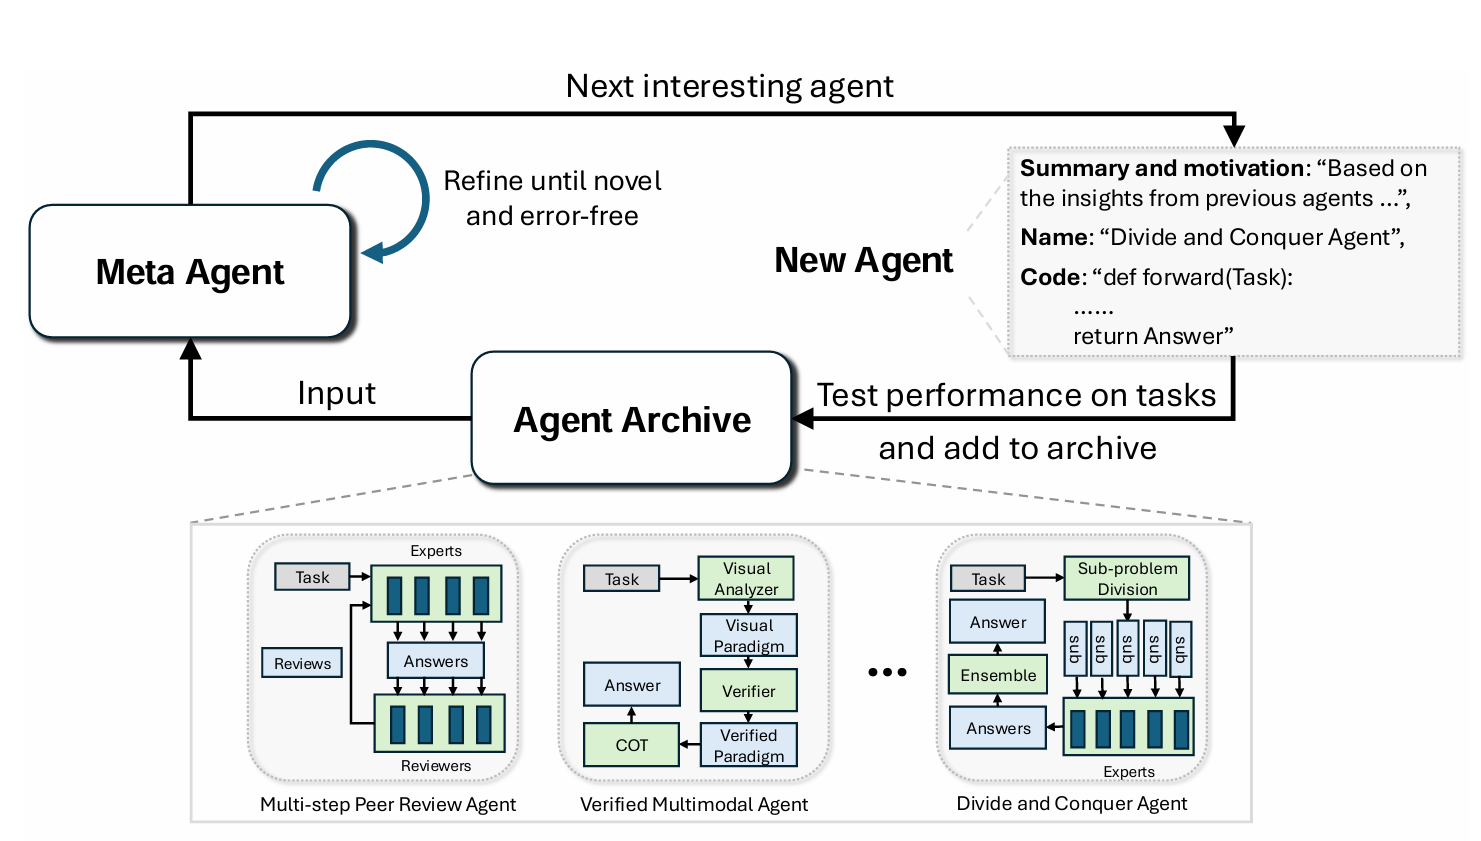 Next interesting agent
Refine until novel
and error-free
Meta Agent
New Agent
Summary and motivation: “Based on
the insights from previous agents ...”,
Name: “Divide and Conquer Agent”,
Code: “def forward(Task):
......
return Answer”
Input
Agent Archive
Test performance on tasks
and add to archive
Experts
Task
Answers
Reviews
Reviewers
Multi-step Peer Review Agent
Task
Visual
Analyzer
Visual
Paradigm
Verifier
Verified
Paradigm
COT
Answer
Verified Multimodal Agent
...
Task
Sub-problem
Division
sub
sub
sub
sub
sub
Experts
Answers
Ensemble
Answer
Divide and Conquer Agent